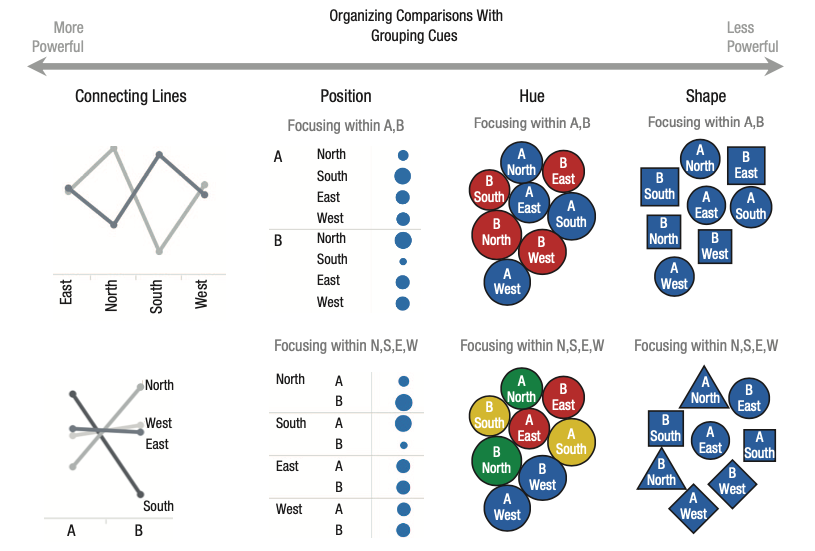 Organizing Comparisons With
Grouping Cues
More
Powerful
Less
Powerful
Connecting Lines
East
North
South
West
North
West
East
South
A
B
Position
Focusing within A,B
A
North
South
East
West
B
North
South
East
West
Focusing within N,S,E,W
North
A
B
South
A
B
East
A
B
West
A
B
Hue
Focusing within A,B
A
North
B
East
B
South
A
East
A
South
B
North
B
West
A
West
Focusing within N,S,E,W
A
North
B
East
B
South
A
East
A
South
B
North
B
West
A
West
Shape
Focusing within A,B
A
North
B
East
B
South
A
East
A
South
B
North
B
West
A
West
Focusing within N,S,E,W
A
North
B
East
B
South
A
East
A
South
B
North
B
West
A
West